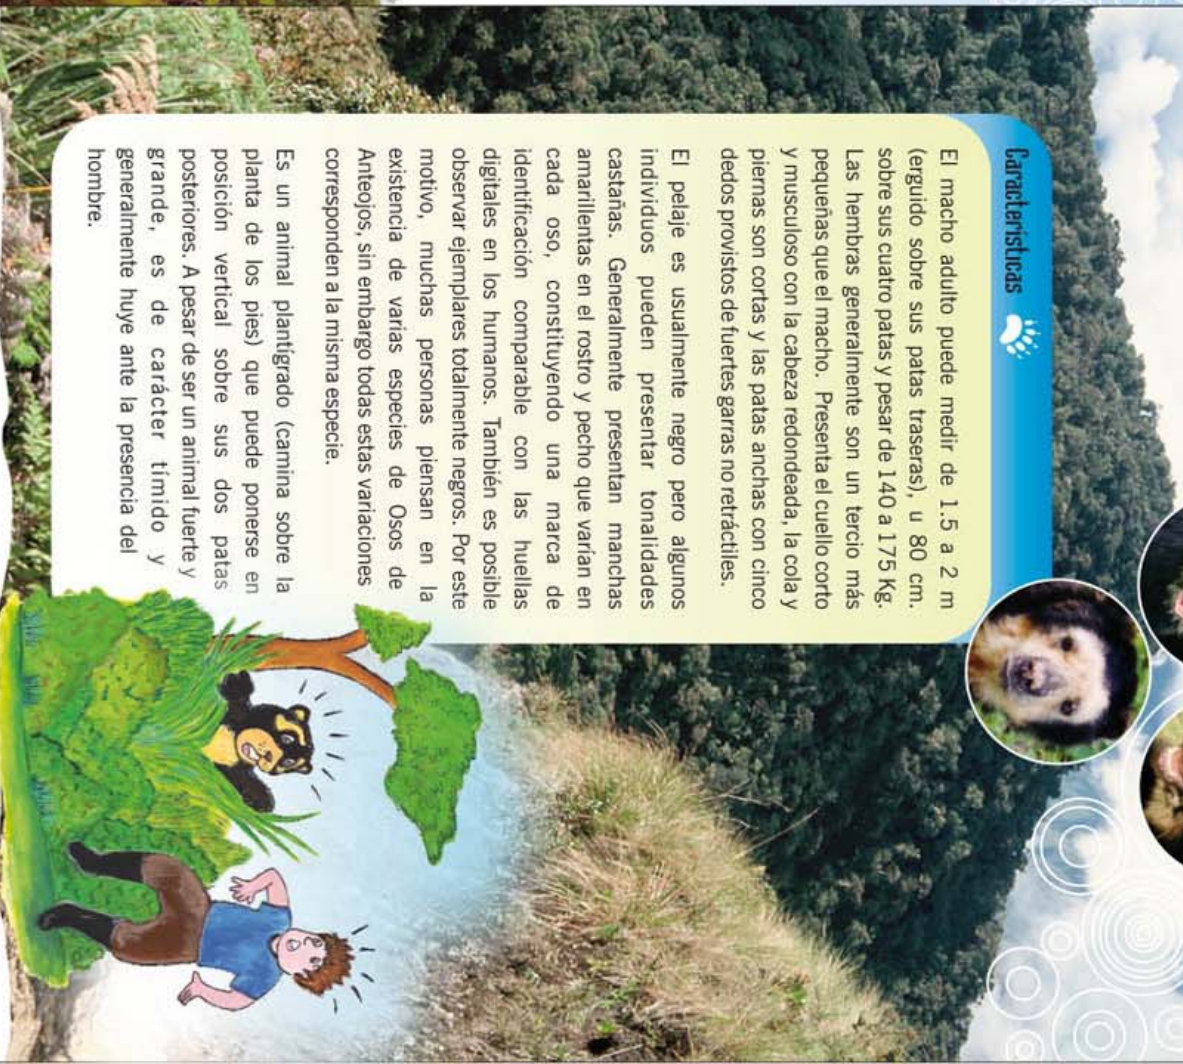 Características
El macho adulto puede medir de 1.5 a 2 m
(erguido sobre sus patas traseras), u 80 cm.
sobre sus cuatro patas y pesar de 140 a 175 Kg.
Las hembras generalmente son un tercio más
pequeñas que el macho. Presenta el cuello corto
y musculoso con la cabeza redondeada, la cola y
piernas son cortas y las patas anchas con cinco
dedos provistos de fuertes garras no retráctiles.
El pelaje es usualmente negro pero algunos
individuos pueden presentar tonalidades
castañas. Generalmente presentan manchas
amarillentas en el rostro y pecho que varían en
cada oso, constituyendo una marca de
identificación comparable con las huellas
digitales en los humanos. También es posible
observar ejemplares totalmente negros. Por este
motivo, muchas personas piensan en la
existencia de varias especies de Osos de
Anteojos, sin embargo todas estas variaciones
corresponden a la misma especie.
Es un animal plantígrado (camina sobre la
planta de los pies) que puede ponerse en
posición vertical sobre sus dos patas
posteriores. A pesar de ser un animal fuerte y
grande, es de carácter tímido y
generalmente huye ante la presencia del
hombre.